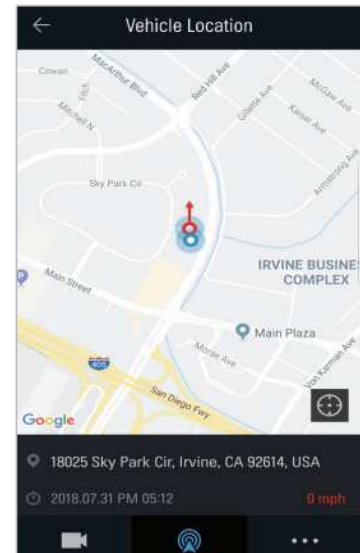 Vehicle Location
Cowan
MacArthur Blvd
Fitch
Mitchell N
Red Hill Ave
Gillette Ave
McGaw Ave
Kaiser Ave
Armstrong Ave
Sky Park Cir
IRVINE BUSINE
COMPLEX
Main Street
Main Plaza
Morse Ave
Von Karman Ave
405
San Diego Fwy
Google
18025 Sky Park Cir, Irvine, CA 92614, USA
2018.07.31 PM 05:12
0 mph